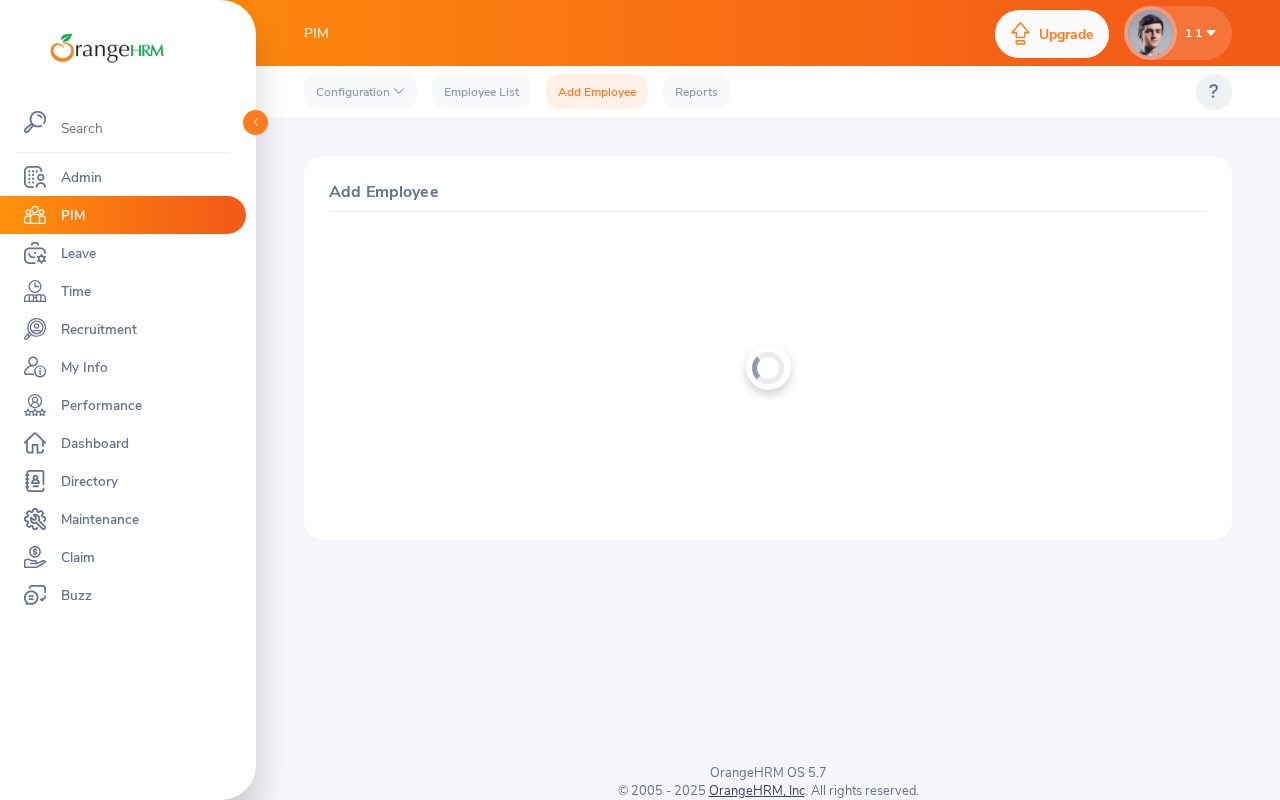 OrangeHRM
Search
Admin
PIM
Leave
Time
Recruitment
My Info
Performance
Dashboard
Directory
Maintenance
Claim
Buzz
PIM
Upgrade
1 1
Configuration
Employee List
Add Employee
Reports
?
Add Employee
OrangeHRM OS 5.7
© 2005 - 2025 OrangeHRM, Inc. All rights reserved.